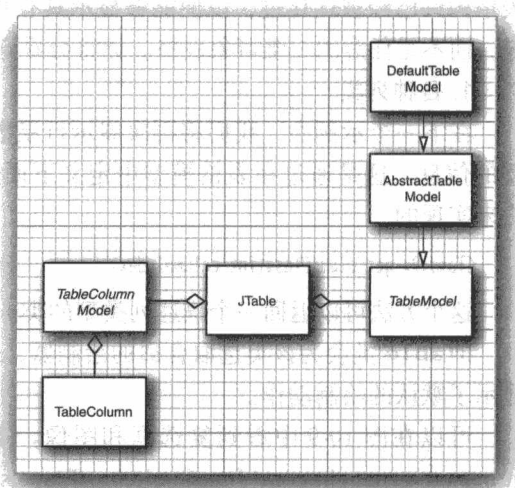 DefaultTable
Model
AbstractTable
Model
TableColumn
Model
JTable
TableModel
TableColumn